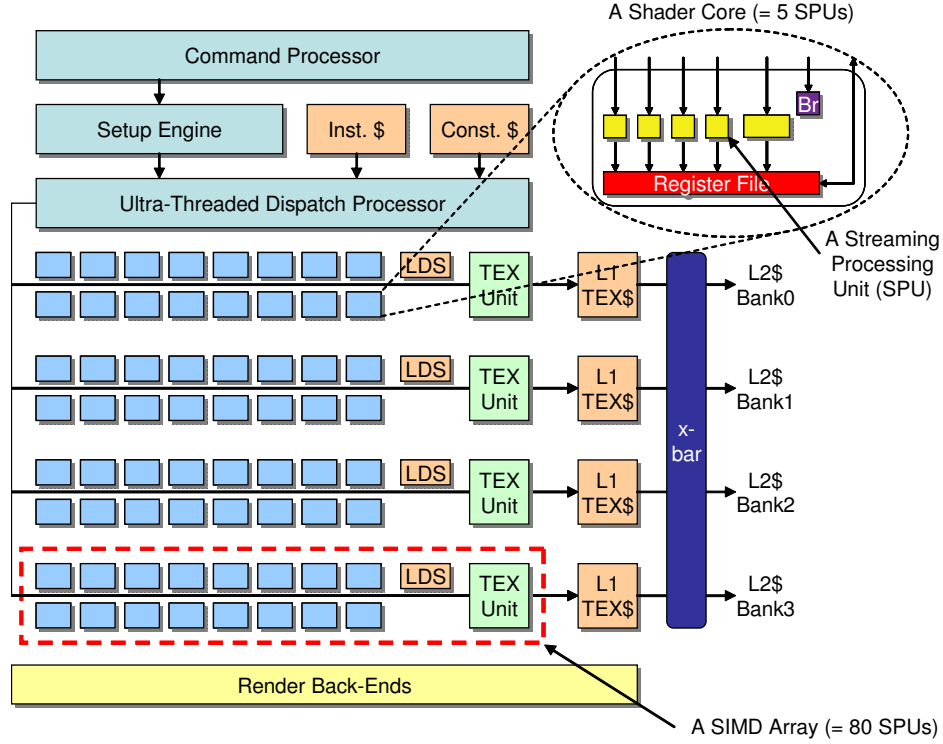 A Shader Core (= 5 SPUs)
Command Processor
Br
Setup Engine
Inst. $
Const. $
Register File
Ultra-Threaded Dispatch Processor
A Streaming
Processing
Unit (SPU)
LDS
TEX
Unit
L1
TEX$
L2$
Bank0
LDS
TEX
Unit
L1
TEX$
L2$
Bank1
x-
bar
LDS
TEX
Unit
L1
TEX$
L2$
Bank2
LDS
TEX
Unit
L1
TEX$
L2$
Bank3
Render Back-Ends
A SIMD Array (= 80 SPUs)